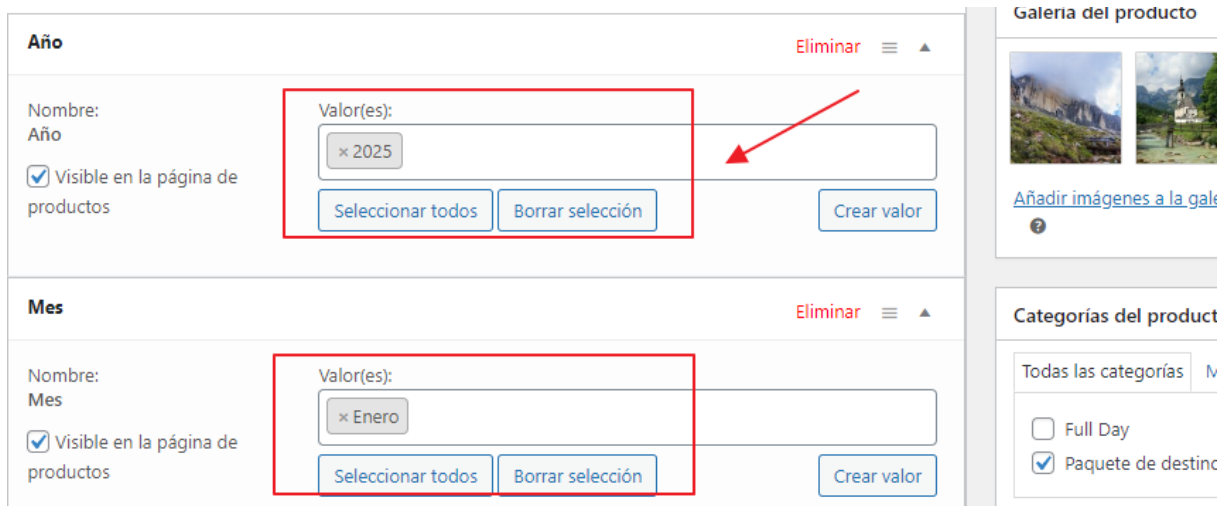 Año
Eliminar
Nombre:
Año
Visible en la página de
productos
Valor(es):
× 2025
Seleccionar todos
Borrar selección
Crear valor
Mes
Eliminar
Nombre:
Mes
Visible en la página de
productos
Valor(es):
× Enero
Seleccionar todos
Borrar selección
Crear valor
Galería del producto
Añadir imágenes a la gale
?
Categorías del product
Todas las categorías M
Full Day
Paquete de destino